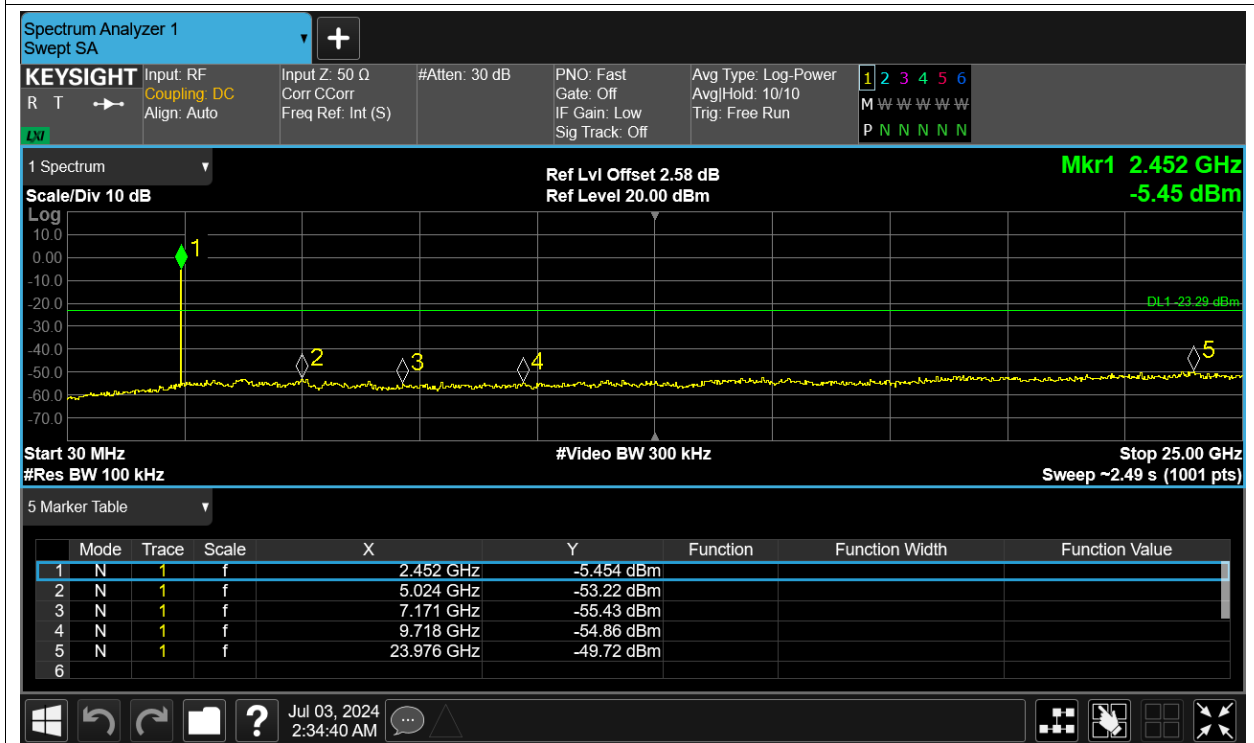 Spectrum Analyzer 1
Swept SA
KEYSIGHT
R T
LXI
Input: RF
Coupling: DC
Align: Auto
Input Z: 50 Ω
Corr CCorr
Freq Ref: Int (S)
#Atten: 30 dB
PNO: Fast
Gate: Off
IF Gain: Low
Sig Track: Off
Avg Type: Log-Power
Avg|Hold: 10/10
Trig: Free Run
1 2 3 4 5 6
M W W W W W
P N N N N N
1 Spectrum
Scale/Div 10 dB
Ref Lvl Offset 2.58 dB
Ref Level 20.00 dBm
Mkr1 2.452 GHz
-5.45 dBm
Log
10.0
0.00
-10.0
-20.0
-30.0
-40.0
-50.0
-60.0
-70.0
1
2
3
4
5
DL1 -23.29 dBm
Start 30 MHz
#Res BW 100 kHz
#Video BW 300 kHz
Stop 25.00 GHz
Sweep ~2.49 s (1001 pts)
5 Marker Table
Mode Trace Scale X Y Function Function Width Function Value
1 N 1 f 2.452 GHz -5.454 dBm
2 N 1 f 5.024 GHz -53.22 dBm
3 N 1 f 7.171 GHz -55.43 dBm
4 N 1 f 9.718 GHz -54.86 dBm
5 N 1 f 23.976 GHz -49.72 dBm
6
?
Jul 03, 2024
2:34:40 AM